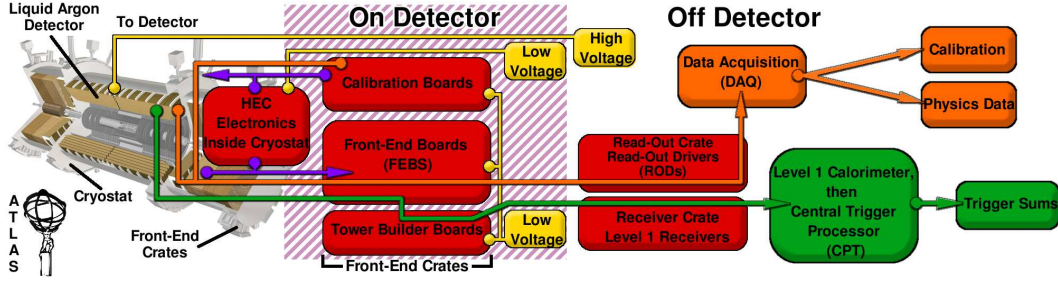 Liquid Argon
Detector
To Detector
On Detector
Off Detector
High
Voltage
Low
Voltage
Calibration Boards
HEC
Electronics
Inside Cryostat
Front-End Boards
(FEBS)
Tower Builder Boards
Low
Voltage
Front-End Crates
Cryostat
Front-End
Crates
A
T
L
A
S
Data Acquisition
(DAQ)
Calibration
Physics Data
Read-Out Crate
Read-Out Drivers
(RODs)
Receiver Crate
Level 1 Receivers
Level 1 Calorimeter,
then
Central Trigger
Processor
(CPT)
Trigger Sums